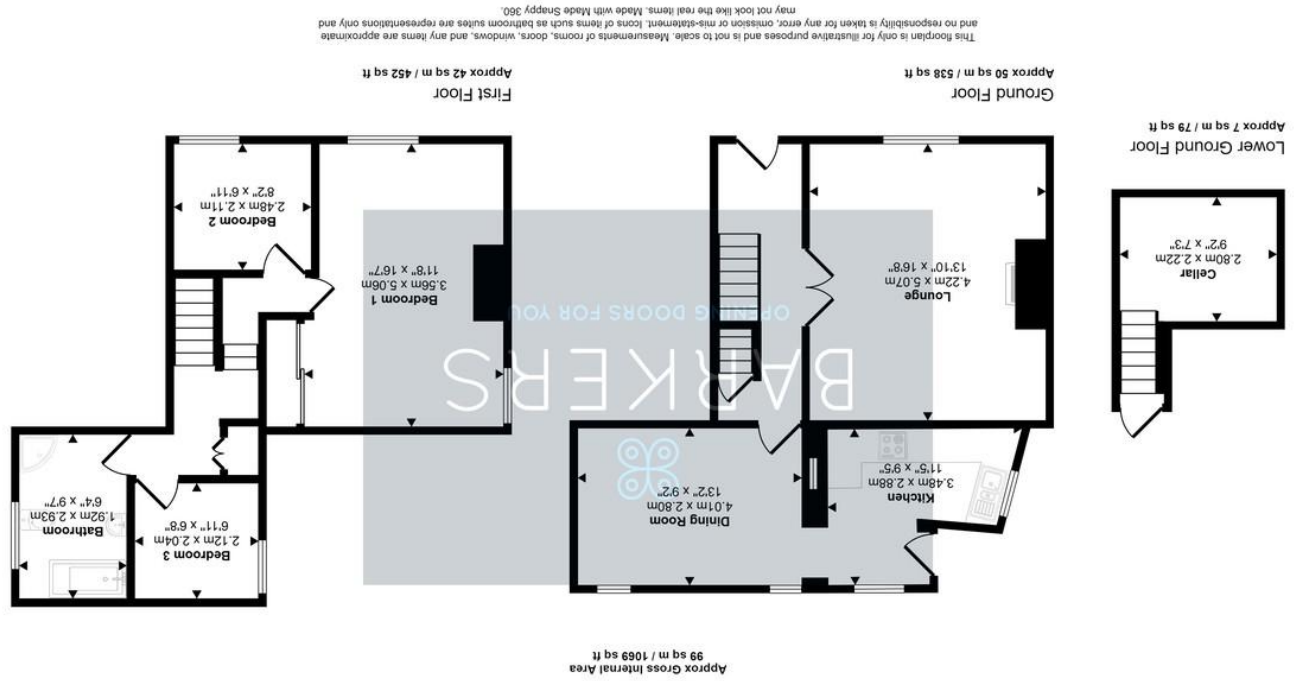 Approx Gross Internal Area
99 sq m / 1069 sq ft
Cellar
2.80m x 2.22m
9'2" x 7'3"
Lower Ground Floor
Approx 7 sq m / 79 sq ft
Kitchen
3.48m x 2.88m
11'5" x 9'5"
Dining Room
4.01m x 2.80m
13'2" x 9'2"
Lounge
4.22m x 5.07m
13'10" x 16'8"
Ground Floor
Approx 50 sq m / 538 sq ft
Bedroom 3
2.12m x 2.04m
6'11" x 6'8"
Bathroom
1.92m x 2.93m
6'4" x 9'7"
Bedroom 1
3.56m x 5.06m
11'8" x 16'7"
Bedroom 2
2.48m x 2.11m
8'2" x 6'11"
First Floor
Approx 42 sq m / 452 sq ft
BARKERS
OPENING DOORS FOR YOU
This floorplan is only for illustrative purposes and is not to scale. Measurements of rooms, doors, windows, and any items are approximate
and no responsibility is taken for any error, omission or mis-statement. Icons of items such as bathroom suites are representations only and
may not look like the real items. Made with Made Snappy 360.